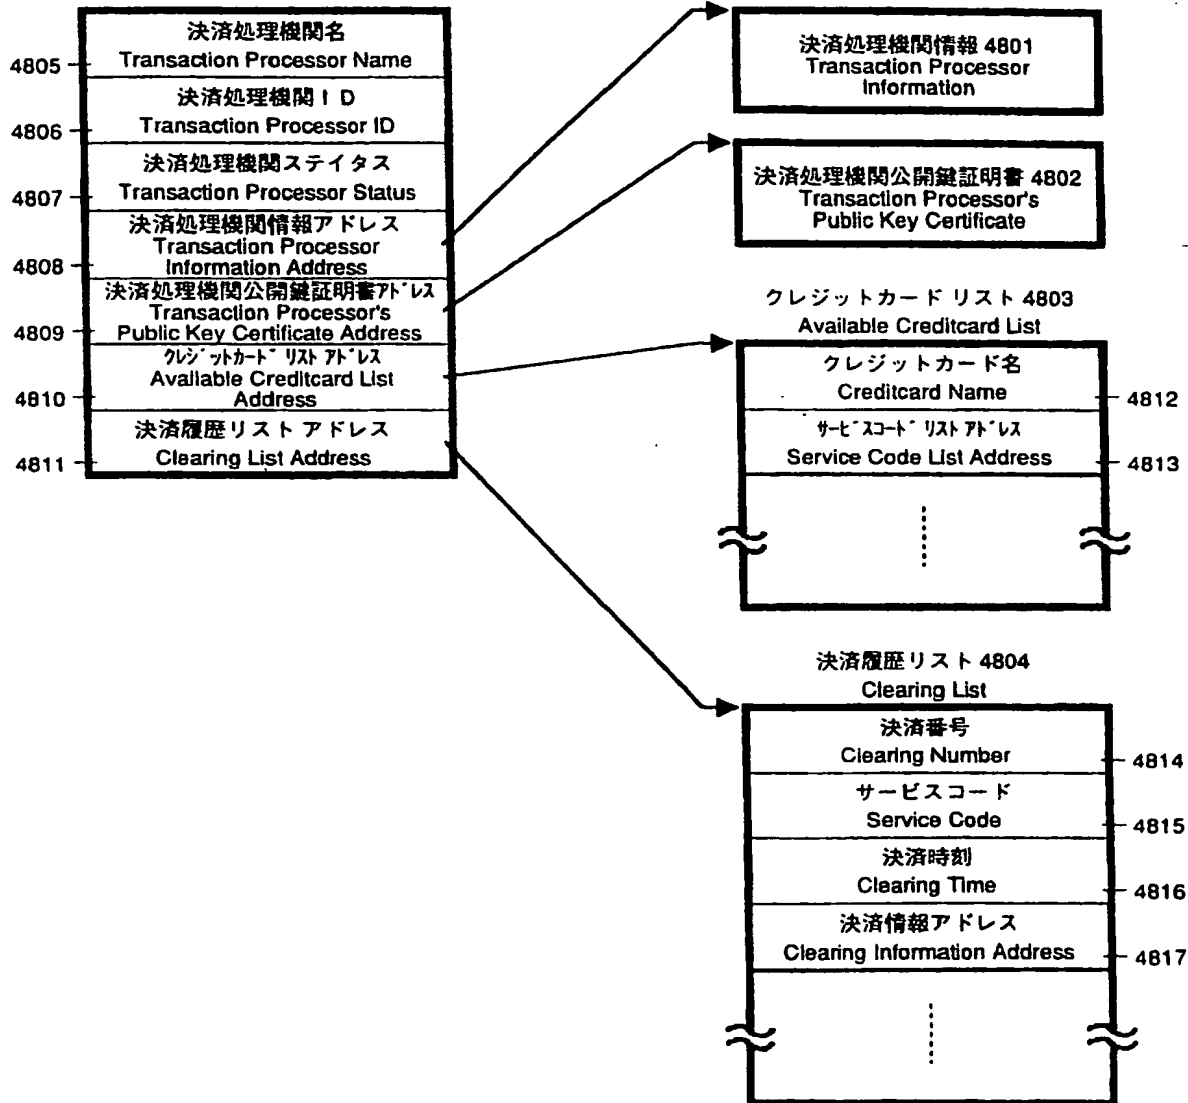 決済処理機関名
Transaction Processor Name
4805
決済処理機関ID
Transaction Processor ID
4806
決済処理機関ステイタス
Transaction Processor Status
4807
決済処理機関情報アドレス
Transaction Processor
Information Address
4808
決済処理機関公開鍵証明書アドレス
Transaction Processor's
Public Key Certificate Address
4809
クレジットカード リスト アドレス
Available Creditcard List
Address
4810
決済履歴リスト アドレス
Clearing List Address
4811
決済処理機関情報 4801
Transaction Processor
Information
決済処理機関公開鍵証明書 4802
Transaction Processor's
Public Key Certificate
クレジットカード リスト 4803
Available Creditcard List
クレジットカード名
Creditcard Name
4812
サービスコード リスト アドレス
Service Code List Address
4813
決済履歴リスト 4804
Clearing List
決済番号
Clearing Number
4814
サービスコード
Service Code
4815
決済時刻
Clearing Time
4816
決済情報アドレス
Clearing Information Address
4817